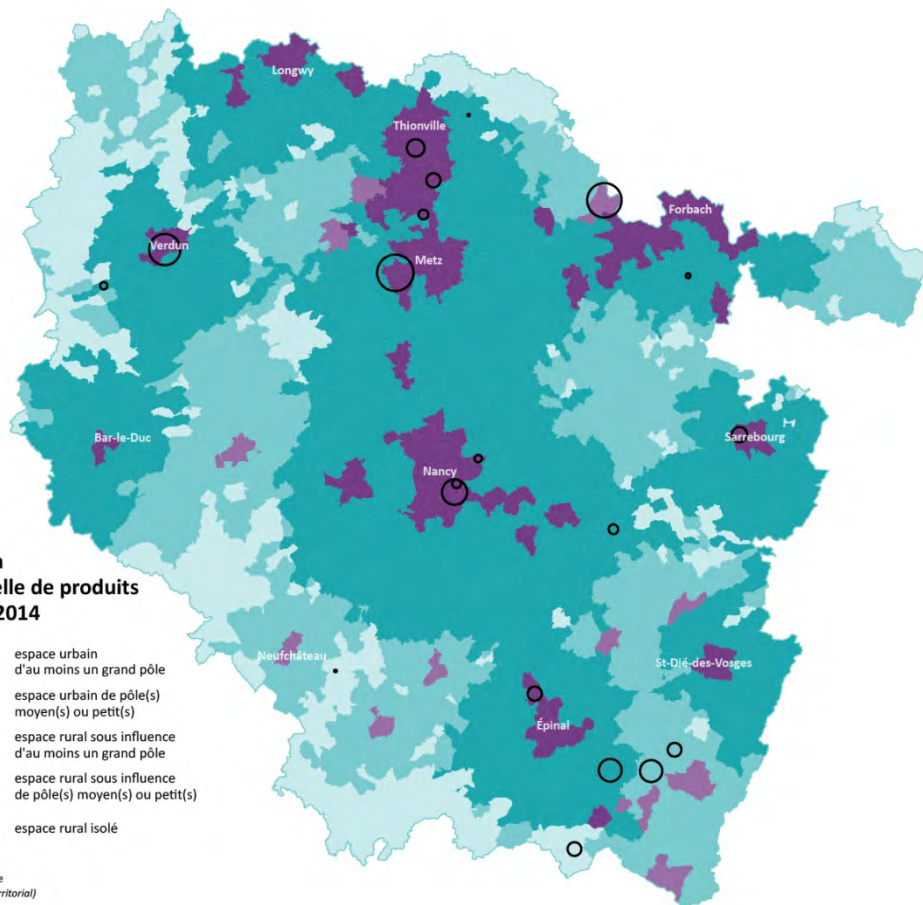 Longwy
Thionville
Forbach
Verdun
Metz
Bar-le-Duc
Sarrebourg
Nancy
elle de produits
2014
Neufchâteau
St-Dié-des-Vosges
Épinal
espace urbain
d'au moins un grand pôle
espace urbain de pôle(s)
moyen(s) ou petit(s)
espace rural sous influence
d'au moins un grand pôle
espace rural sous influence
de pôle(s) moyen(s) ou petit(s)
espace rural isolé
rritorial)